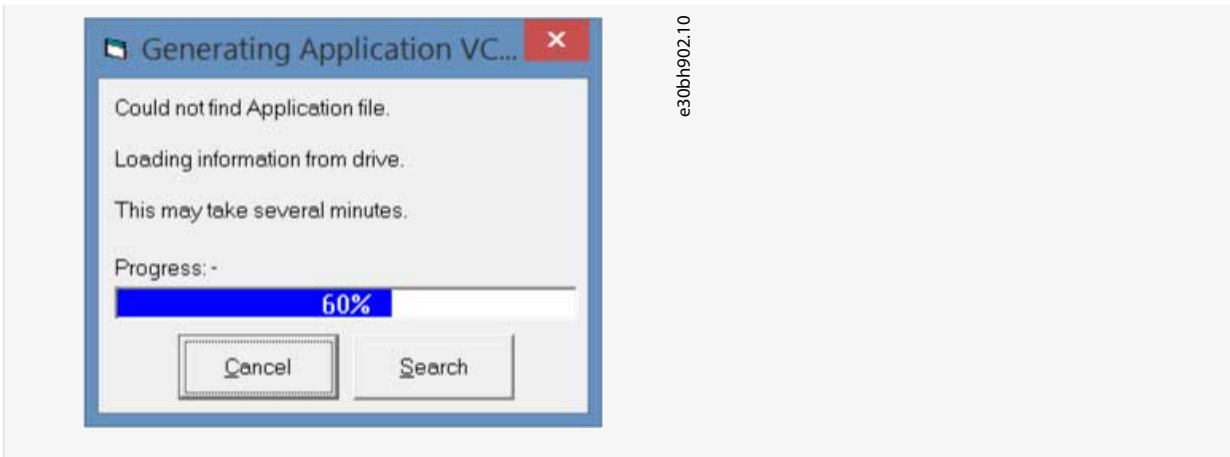 Generating Application VC...
Could not find Application file.
Loading information from drive.
This may take several minutes.
Progress: -
60%
Cancel
Search
e30bh902.10